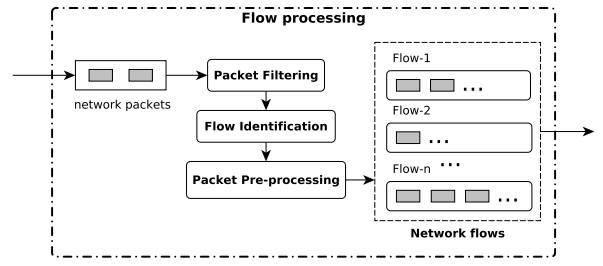 Flow processing
network packets
Packet Filtering
Flow Identification
Packet Pre-processing
Flow-1
...
Flow-2
...
...
Flow-n
...
Network flows